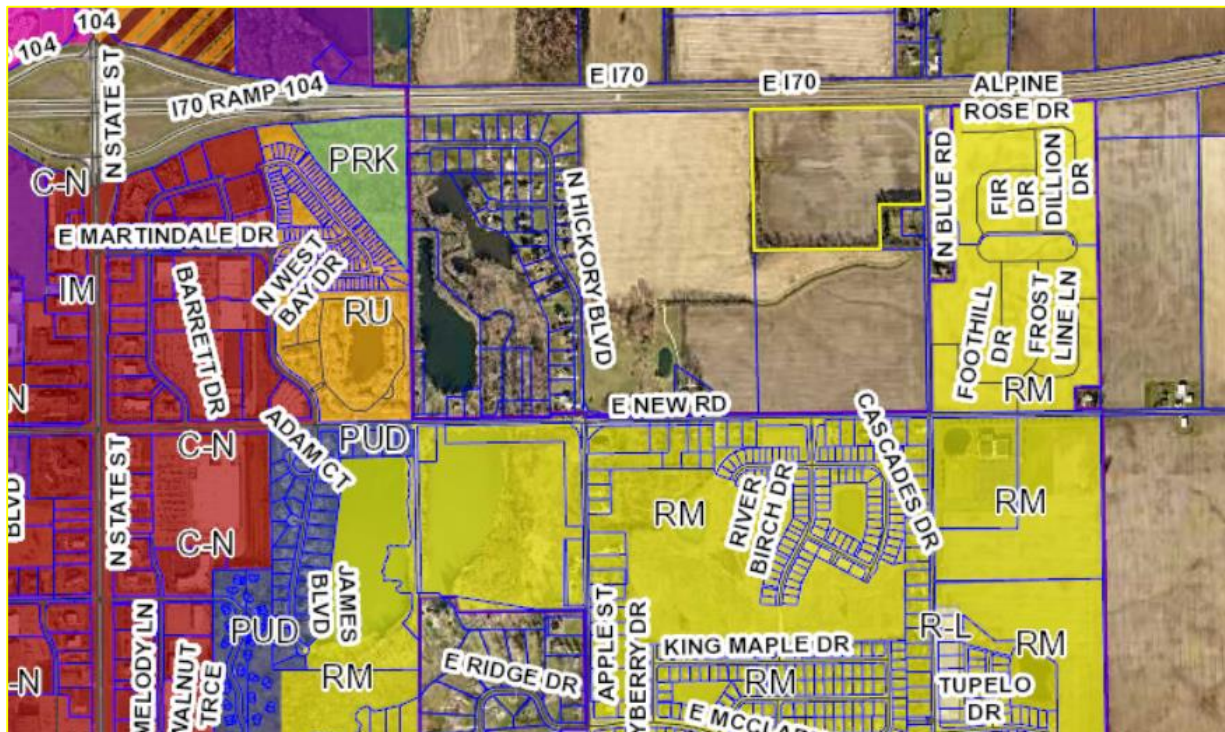 104
104
N STATE ST
I70 RAMP 104
E I70
E I70
ALPINE
ROSE DR
PRK
C-N
E MARTINDALE DR
N WEST
BAY DR
N HICKORY BLVD
N BLUE RD
FIR
DR
DILLION
DR
IM
BARRETT DR
RU
FOOTHILL
DR
FROST
LINE LN
RM
N
E NEW RD
ADAM CT
PUD
CASCADES DR
C-N
BLVD
N STATE ST
C-N
RM
RIVER
BIRCH DR
RM
JAMES
BLVD
PUD
MELODY LN
WALNUT
TRCE
-N
RM
E RIDGE DR
APPLE ST
YBERRY DR
KING MAPLE DR
RM
R-L
RM
TUPELO
DR
E MCCLAR